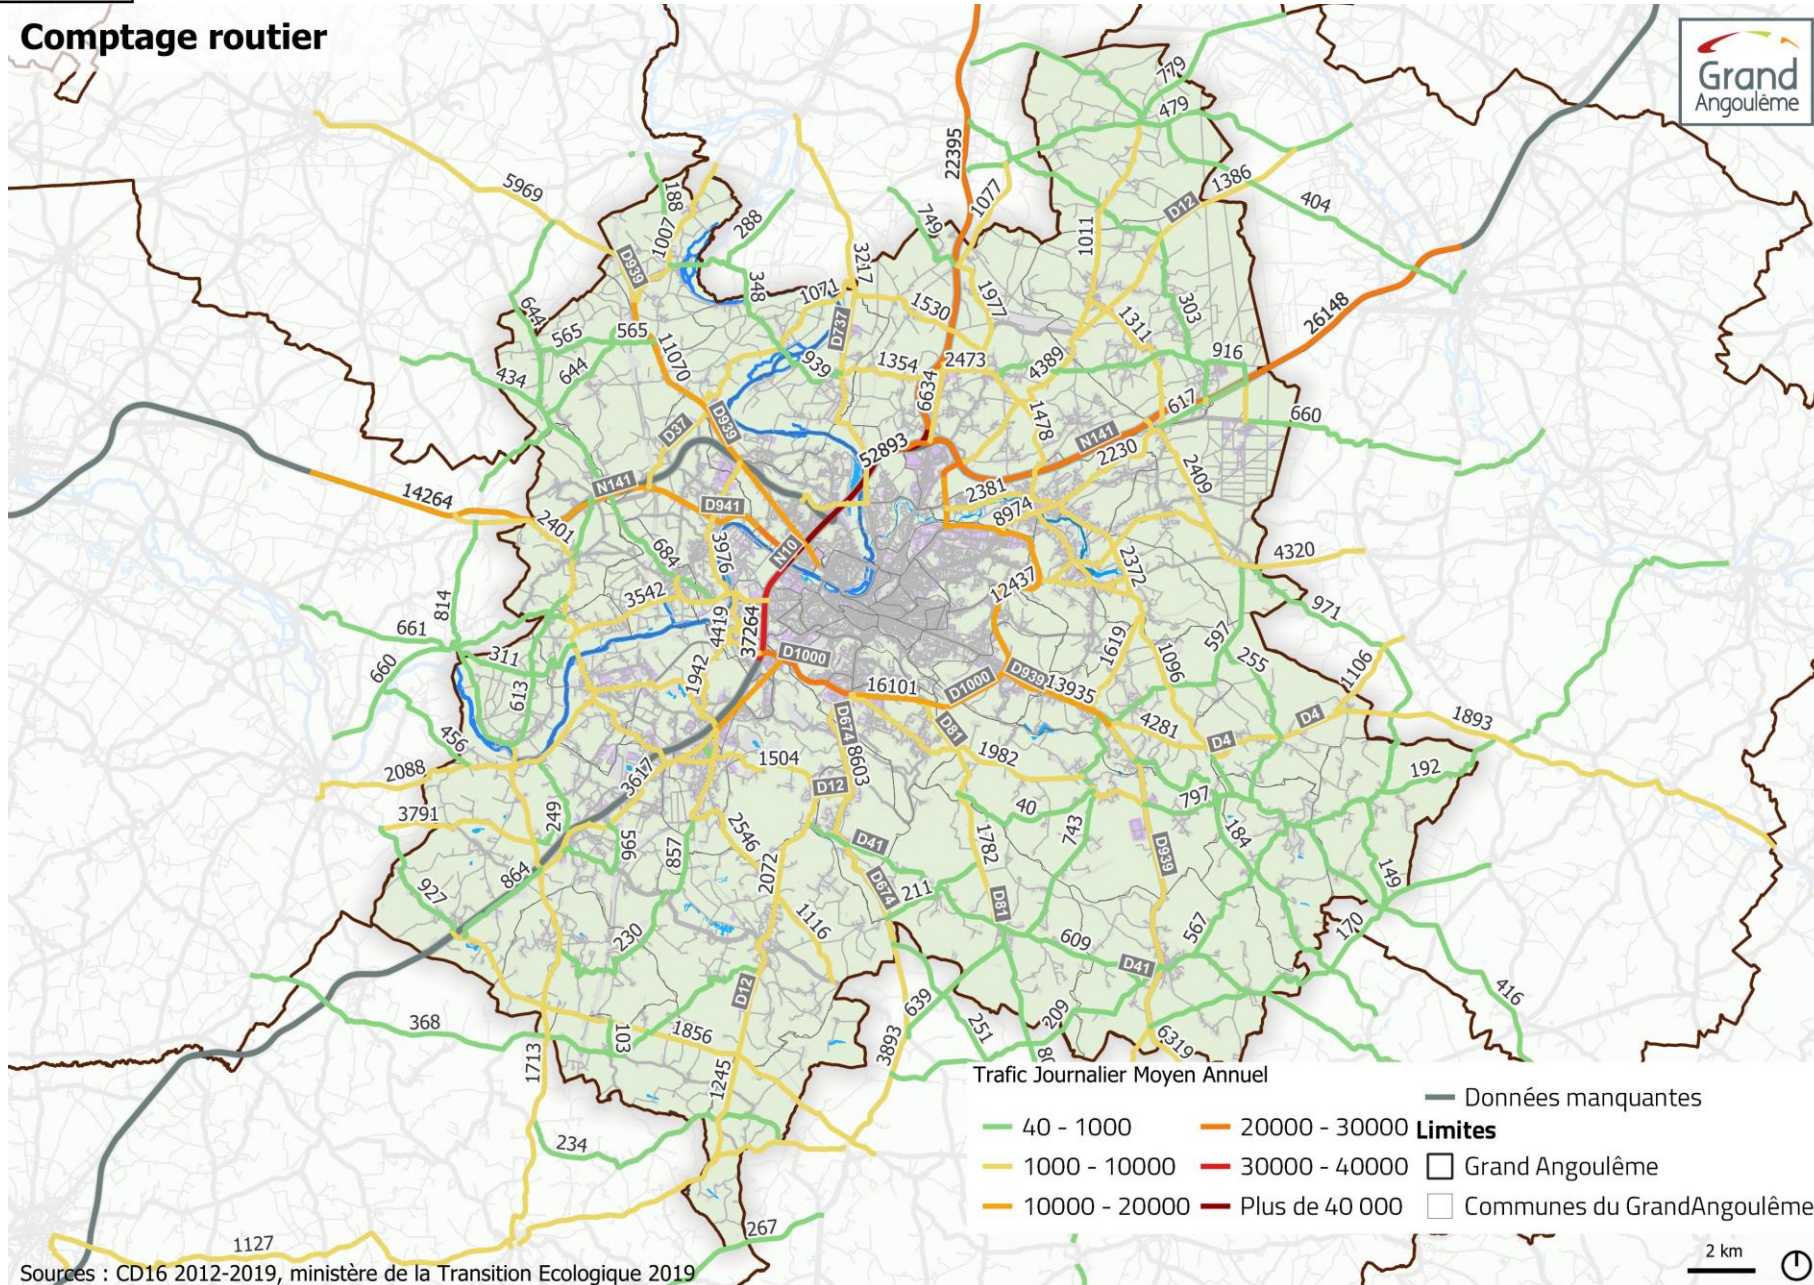 Comptage routier
Grand
Angoulême
779
479
22395
5969
188
1007
288
749
1077
1011
D12
1386
404
D939
3217
348
1071
1530
1977
303
1311
26148
644
565
565
D737
11070
939
1354
2473
4389
916
434
644
6634
617
660
D939
D37
1478
N141
52893
2230
2409
N141
14264
D941
2381
8974
2401
3976
N10
684
2372
4320
12437
814
3542
971
661
4419
37264
1619
597
311
660
D1000
1942
1096
255
1106
613
16101
D1000
D939
13935
D674
D81
4281
D4
D4
1893
456
8603
1982
2088
3617
1504
192
D12
40
797
3791
249
566
2546
743
184
1782
D939
D41
857
864
2072
149
D674
927
211
D81
1116
567
170
230
609
D41
D12
639
416
368
103
1856
251
209
3893
80
6319
1713
1245
234
267
1127
Trafic Journalier Moyen Annuel
40 - 1000
1000 - 10000
10000 - 20000
20000 - 30000
30000 - 40000
Plus de 40 000
Données manquantes
Limites
Grand Angoulême
Communes du GrandAngoulême
2 km
Sources : CD16 2012-2019, ministère de la Transition Ecologique 2019